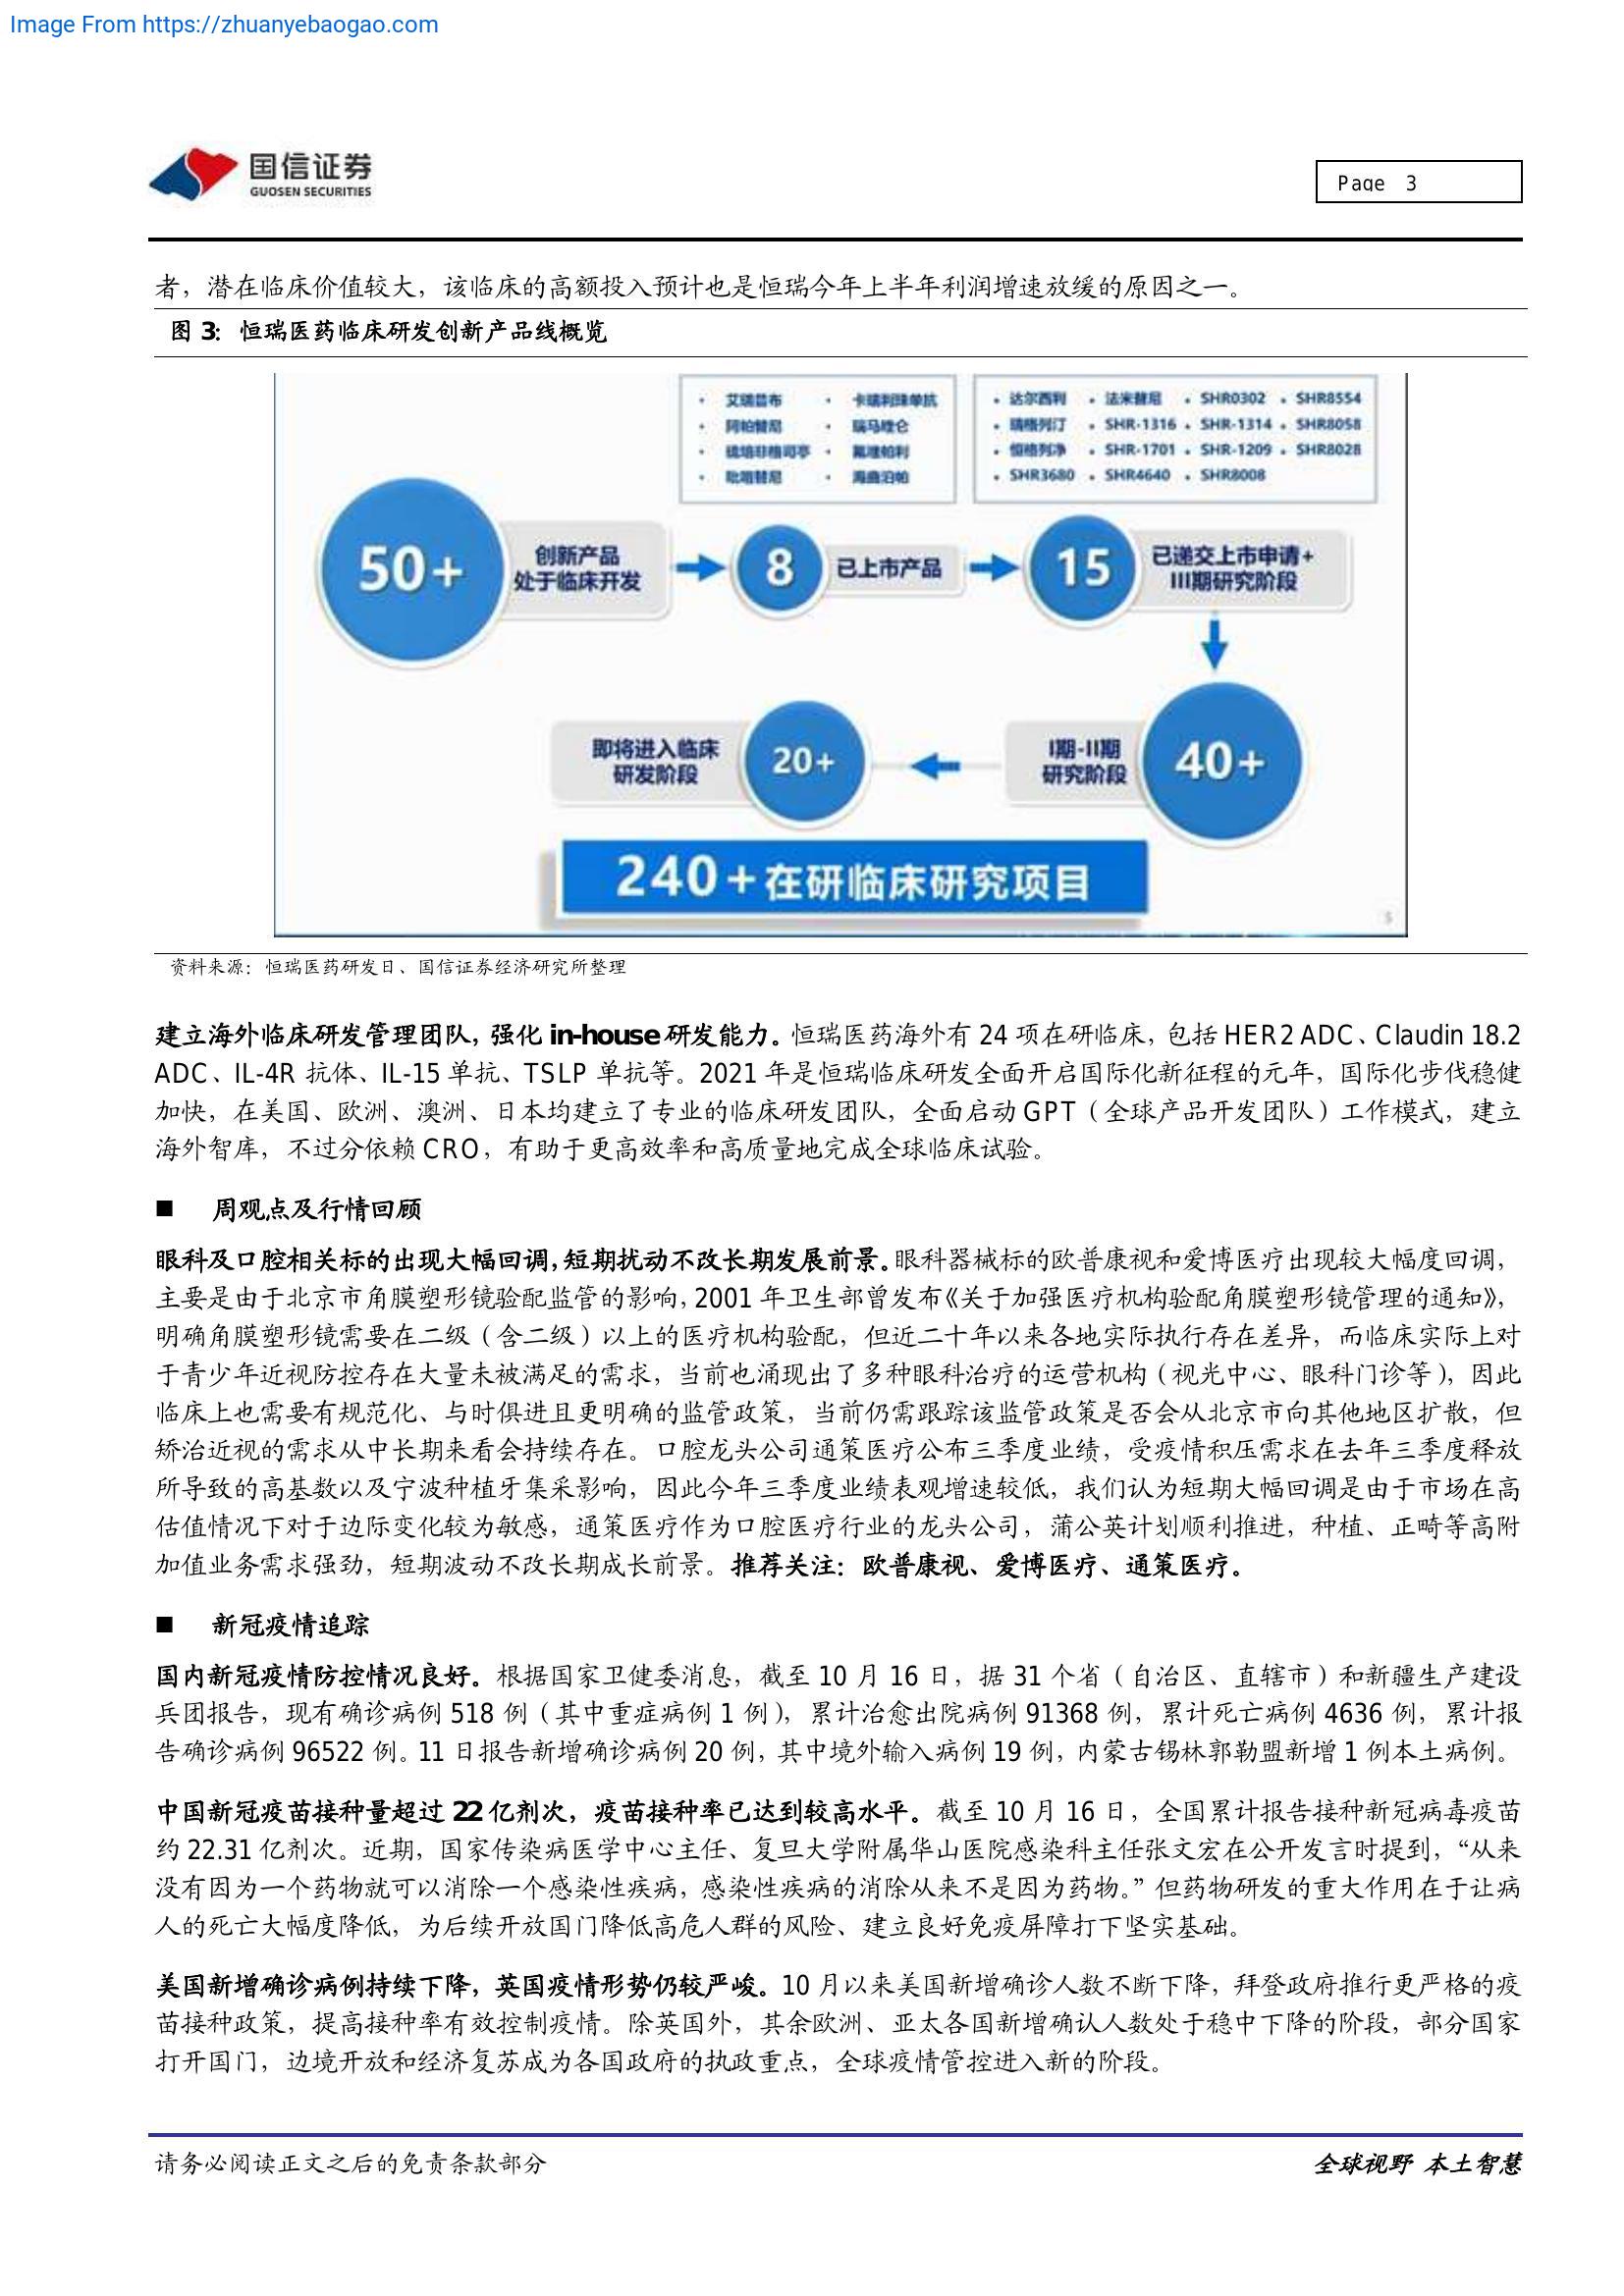 Image From https://zhuanyebaogao.com
国信证券
GUOSEN SECURITIES
Page 3
者，潜在临床价值较大，该临床的高额投入预计也是恒瑞今年上半年利润增速放缓的原因之一。
图 3：恒瑞医药临床研发创新产品线概览
• 艾瑞昔布 • 卡瑞利珠单抗
• 阿帕替尼 • 瑞马唑仑
• 硫培非格司亭 • 氟唑帕利
• 吡咯替尼 • 海曲泊帕
• 达尔西利 • 法米替尼 • SHR0302 • SHR8554
• 瑞格列汀 • SHR-1316 • SHR-1314 • SHR8058
• 恒格列净 • SHR-1701 • SHR-1209 • SHR8028
• SHR3680 • SHR4640 • SHR8008
50+
创新产品
处于临床开发
8
已上市产品
15
已递交上市申请+
III期研究阶段
即将进入临床
研发阶段
20+
I期-II期
研究阶段
40+
240+在研临床研究项目
5
资料来源：恒瑞医药研发日、国信证券经济研究所整理
建立海外临床研发管理团队，强化 in-house 研发能力。恒瑞医药海外有 24 项在研临床，包括 HER2 ADC、Claudin 18.2
ADC、IL-4R 抗体、IL-15 单抗、TSLP 单抗等。2021 年是恒瑞临床研发全面开启国际化新征程的元年，国际化步伐稳健
加快，在美国、欧洲、澳洲、日本均建立了专业的临床研发团队，全面启动 GPT（全球产品开发团队）工作模式，建立
海外智库，不过分依赖 CRO，有助于更高效率和高质量地完成全球临床试验。
■ 周观点及行情回顾
眼科及口腔相关标的出现大幅回调，短期扰动不改长期发展前景。眼科器械标的欧普康视和爱博医疗出现较大幅度回调，
主要是由于北京市角膜塑形镜验配监管的影响，2001 年卫生部曾发布《关于加强医疗机构验配角膜塑形镜管理的通知》，
明确角膜塑形镜需要在二级（含二级）以上的医疗机构验配，但近二十年以来各地实际执行存在差异，而临床实际上对
于青少年近视防控存在大量未被满足的需求，当前也涌现出了多种眼科治疗的运营机构（视光中心、眼科门诊等），因此
临床上也需要有规范化、与时俱进且更明确的监管政策，当前仍需跟踪该监管政策是否会从北京市向其他地区扩散，但
矫治近视的需求从中长期来看会持续存在。口腔龙头公司通策医疗公布三季度业绩，受疫情积压需求在去年三季度释放
所导致的高基数以及宁波种植牙集采影响，因此今年三季度业绩表观增速较低，我们认为短期大幅回调是由于市场在高
估值情况下对于边际变化较为敏感，通策医疗作为口腔医疗行业的龙头公司，蒲公英计划顺利推进，种植、正畸等高附
加值业务需求强劲，短期波动不改长期成长前景。推荐关注：欧普康视、爱博医疗、通策医疗。
■ 新冠疫情追踪
国内新冠疫情防控情况良好。根据国家卫健委消息，截至 10 月 16 日，据 31 个省（自治区、直辖市）和新疆生产建设
兵团报告，现有确诊病例 518 例（其中重症病例 1 例），累计治愈出院病例 91368 例，累计死亡病例 4636 例，累计报
告确诊病例 96522 例。11 日报告新增确诊病例 20 例，其中境外输入病例 19 例，内蒙古锡林郭勒盟新增 1 例本土病例。
中国新冠疫苗接种量超过 22 亿剂次，疫苗接种率已达到较高水平。截至 10 月 16 日，全国累计报告接种新冠病毒疫苗
约 22.31 亿剂次。近期，国家传染病医学中心主任、复旦大学附属华山医院感染科主任张文宏在公开发言时提到，“从来
没有因为一个药物就可以消除一个感染性疾病，感染性疾病的消除从来不是因为药物。”但药物研发的重大作用在于让病
人的死亡大幅度降低，为后续开放国门降低高危人群的风险、建立良好免疫屏障打下坚实基础。
美国新增确诊病例持续下降，英国疫情形势仍较严峻。10 月以来美国新增确诊人数不断下降，拜登政府推行更严格的疫
苗接种政策，提高接种率有效控制疫情。除英国外，其余欧洲、亚太各国新增确认人数处于稳中下降的阶段，部分国家
打开国门，边境开放和经济复苏成为各国政府的执政重点，全球疫情管控进入新的阶段。
请务必阅读正文之后的免责条款部分
全球视野 本土智慧